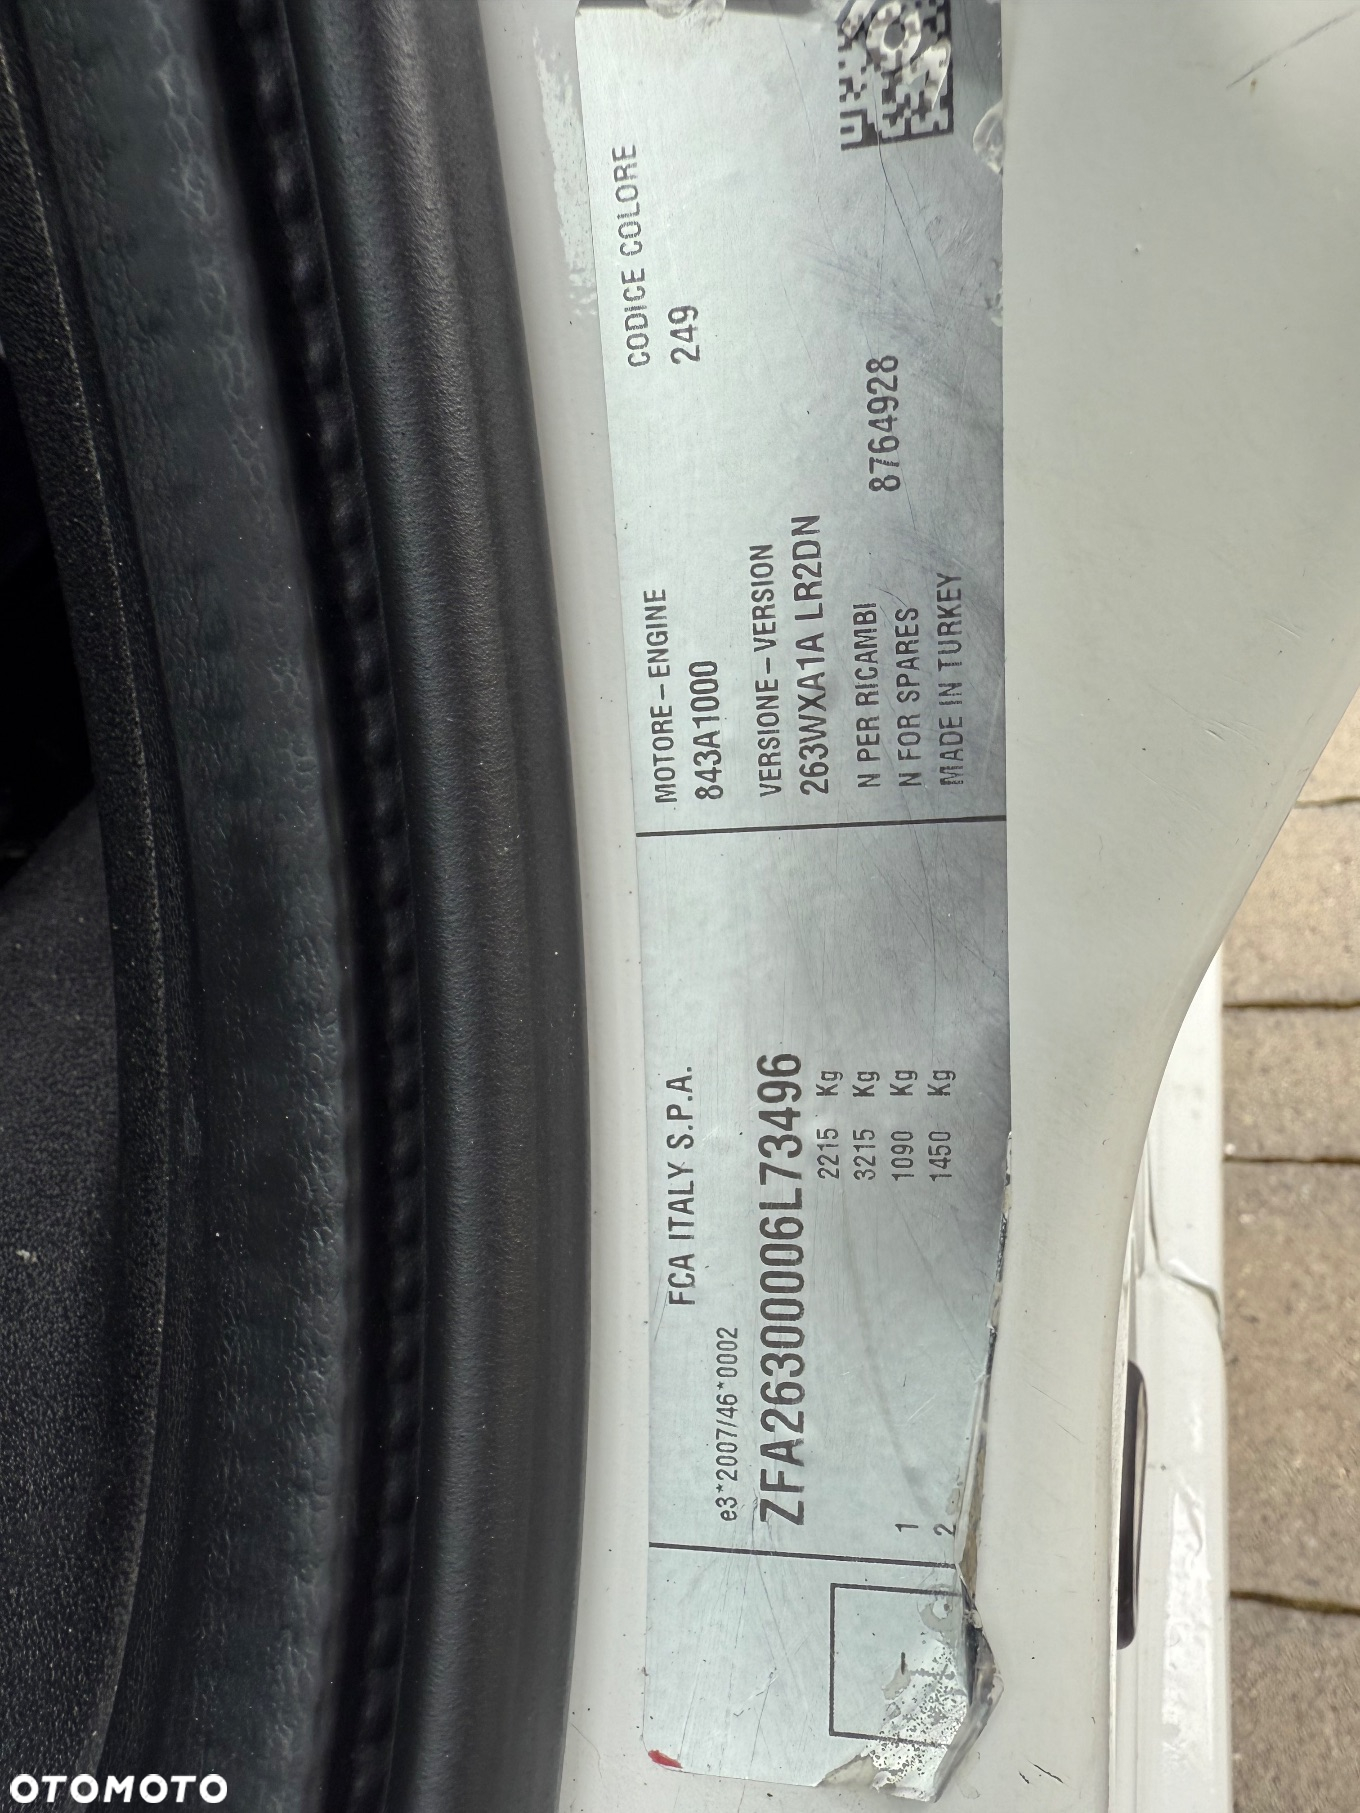 FCA ITALY S.P.A.
e3*2007/46*0002
ZFA26300006L73496
2215 Kg
3215 Kg
1 1090 Kg
2 1450 Kg
–
MOTORE – ENGINE
843A1000
CODICE COLORE
249
VERSIONE – VERSION
263WXA1A LR2DN
N PER RICAMBI
N FOR SPARES
8764928
MADE IN TURKEY
OTOMOTO